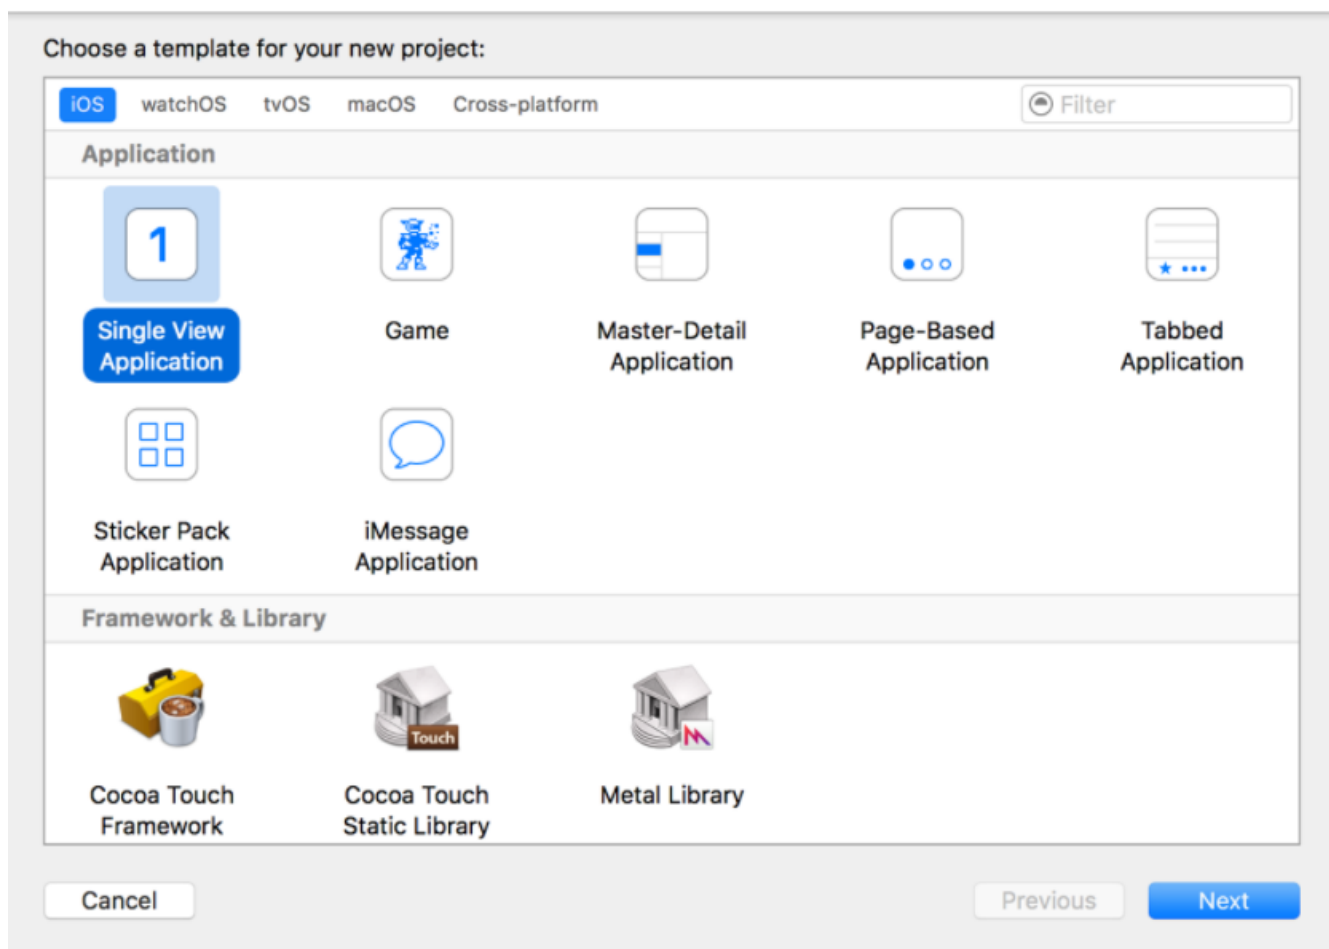 Choose a template for your new project:
iOS watchOS tvOS macOS Cross-platform Filter
Application
1
Single View Application
Game
Master-Detail Application
Page-Based Application
Tabbed Application
Sticker Pack Application
iMessage Application
Framework & Library
Touch
Cocoa Touch Framework
Cocoa Touch Static Library
Metal Library
Cancel Previous Next